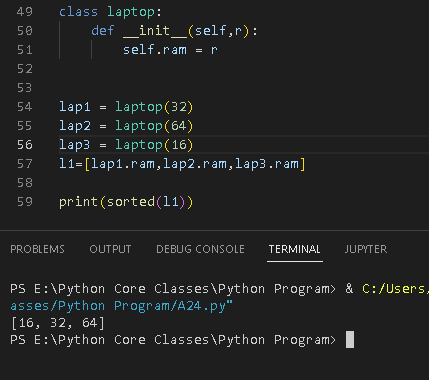 49 class laptop:
50 def __init__(self,r):
51 self.ram = r
52
53
54 lap1 = laptop(32)
55 lap2 = laptop(64)
56 lap3 = laptop(16)
57 l1=[lap1.ram,lap2.ram,lap3.ram]
58
59 print(sorted(l1))
PROBLEMS OUTPUT DEBUG CONSOLE TERMINAL JUPYTER
PS E:\Python Core Classes\Python Program> & C:/Users/
asses/Python Program/A24.py"
[16, 32, 64]
PS E:\Python Core Classes\Python Program>